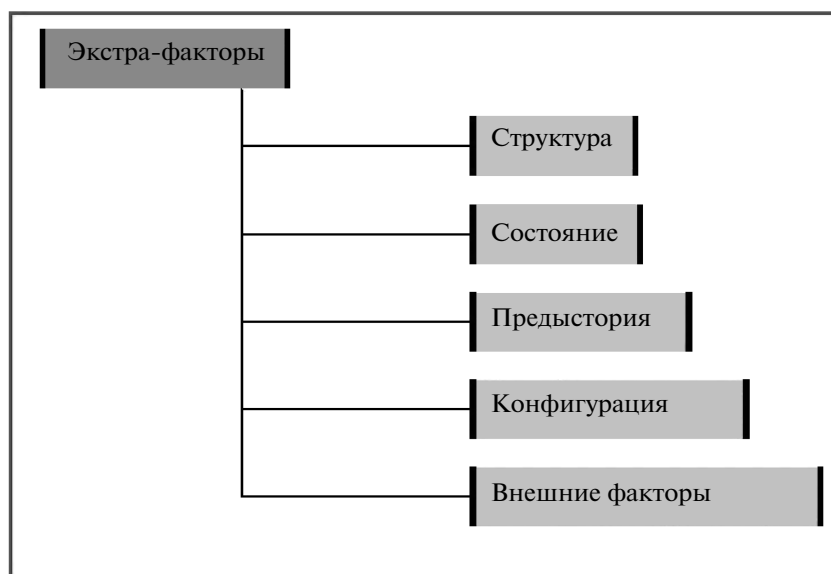 Экстра-факторы
Структура
Состояние
Предыстория
Конфигурация
Внешние факторы